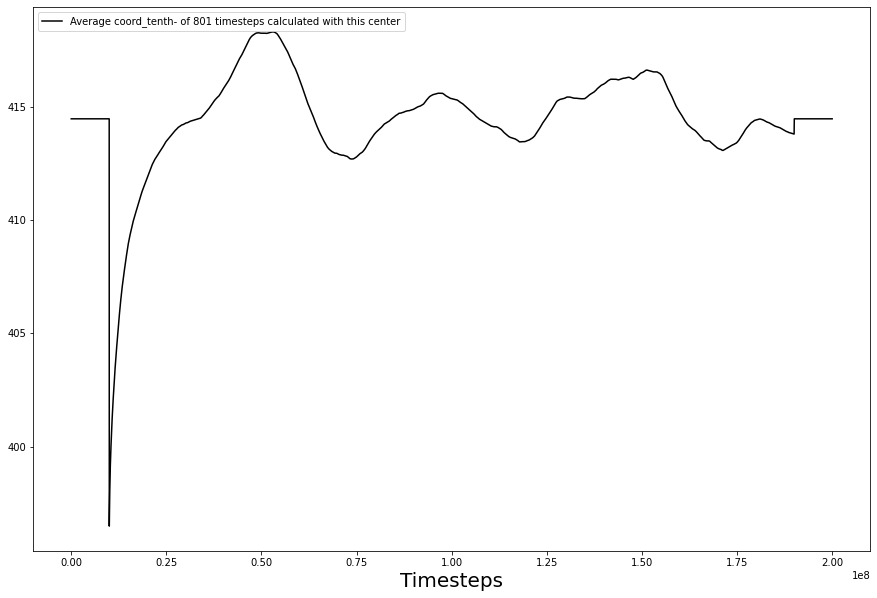 Average coord_tenth- of 801 timesteps calculated with this center
415
410
405
400
0.00 0.25 0.50 0.75 1.00 1.25 1.50 1.75 2.00
1e8
Timesteps